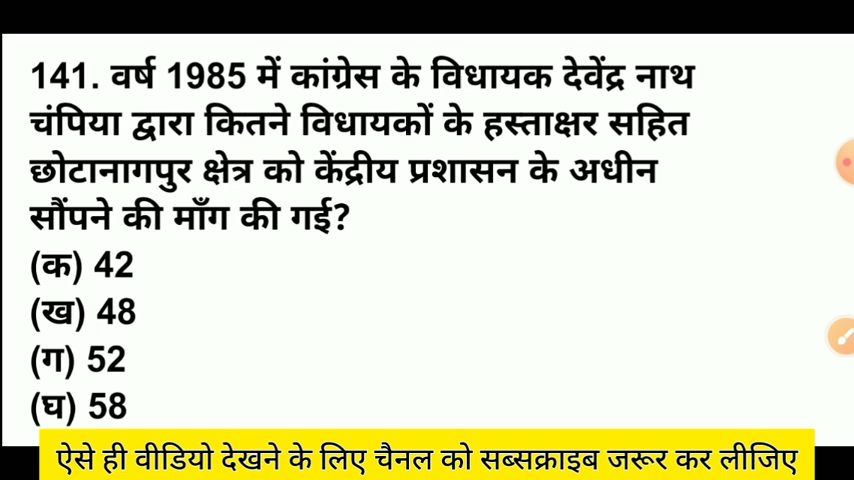 141. वर्ष 1985 में कांग्रेस के विधायक देवेंद्र नाथ
चंपिया द्वारा कितने विधायकों के हस्ताक्षर सहित
छोटानागपुर क्षेत्र को केंद्रीय प्रशासन के अधीन
सौंपने की माँग की गई?
(क) 42
(ख) 48
(ग) 52
(घ) 58
ऐसे ही वीडियो देखने के लिए चैनल को सब्सक्राइब जरूर कर लीजिए